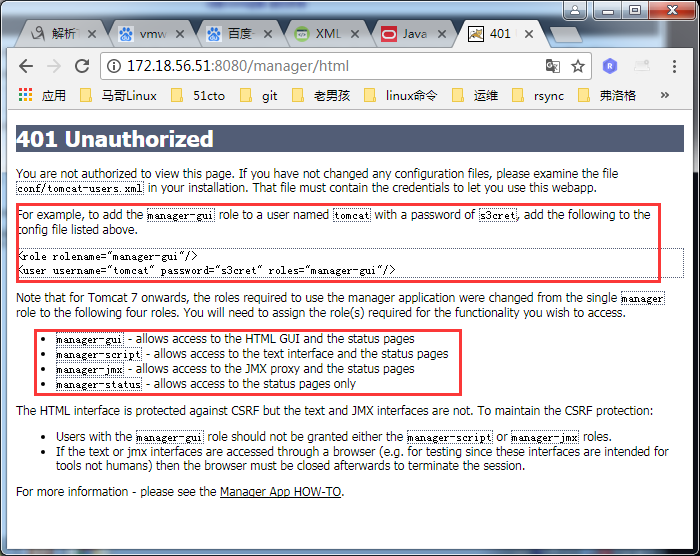 解析
vmw
百度-
XML
Java
401
172.18.56.51:8080/manager/html
应用
马哥Linux
51cto
git
老男孩
linux命令
运维
rsync
弗洛格
»
401 Unauthorized
You are not authorized to view this page. If you have not changed any configuration files, please examine the file
conf/tomcat-users.xml in your installation. That file must contain the credentials to let you use this webapp.
For example, to add the manager-gui role to a user named tomcat with a password of s3cret, add the following to the
config file listed above.
<role rolename="manager-gui"/>
<user username="tomcat" password="s3cret" roles="manager-gui"/>
Note that for Tomcat 7 onwards, the roles required to use the manager application were changed from the single manager
role to the following four roles. You will need to assign the role(s) required for the functionality you wish to access.
• manager-gui - allows access to the HTML GUI and the status pages
• manager-script - allows access to the text interface and the status pages
• manager-jmx - allows access to the JMX proxy and the status pages
• manager-status - allows access to the status pages only
The HTML interface is protected against CSRF but the text and JMX interfaces are not. To maintain the CSRF protection:
• Users with the manager-gui role should not be granted either the manager-script or manager-jmx roles.
• If the text or jmx interfaces are accessed through a browser (e.g. for testing since these interfaces are intended for
tools not humans) then the browser must be closed afterwards to terminate the session.
For more information - please see the Manager App HOW-TO.